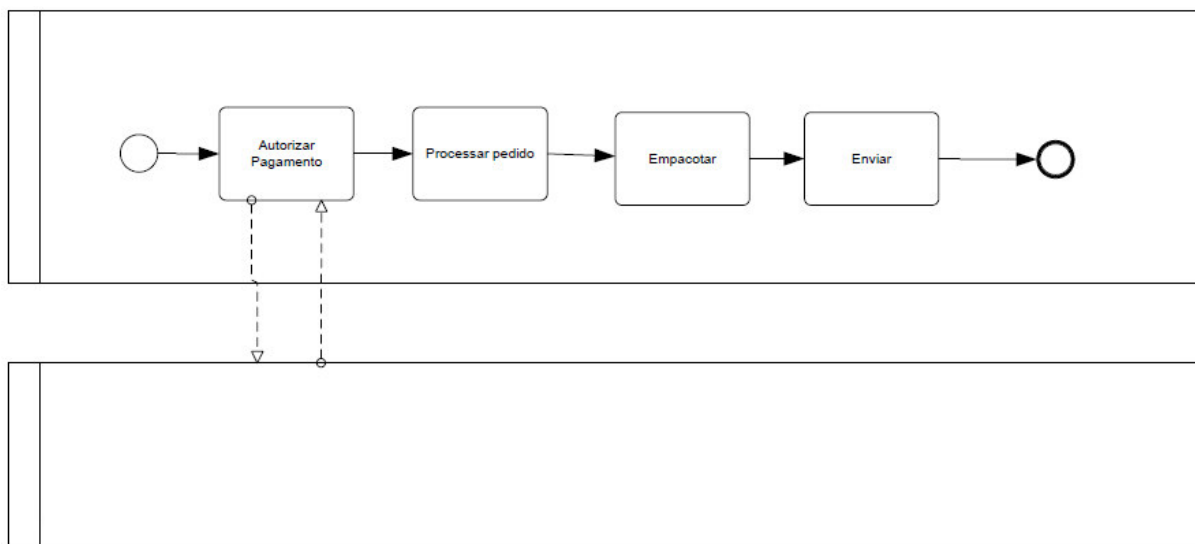 Autorizar
Pagamento
Processar pedido
Empacotar
Enviar